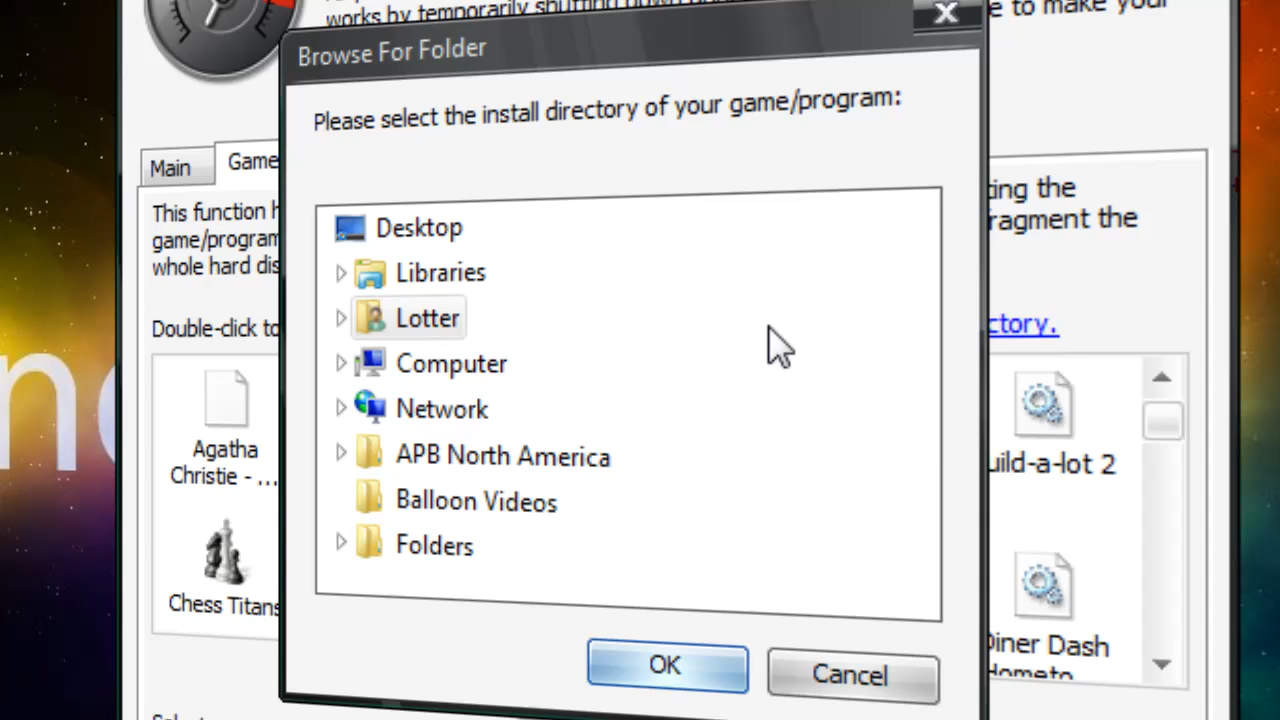 works by temporarily shutting down
e to make your
Browse For Folder
Please select the install directory of your game/program:
Main
Game
This function h
game/program
whole hard dis
ting the
ragment the
Double-click to
ctory.
Desktop
Libraries
Lotter
Computer
Network
APB North America
Balloon Videos
Folders
Agatha
Christie - ...
Chess Titans
uild-a-lot 2
Diner Dash
Hometo
OK
Cancel